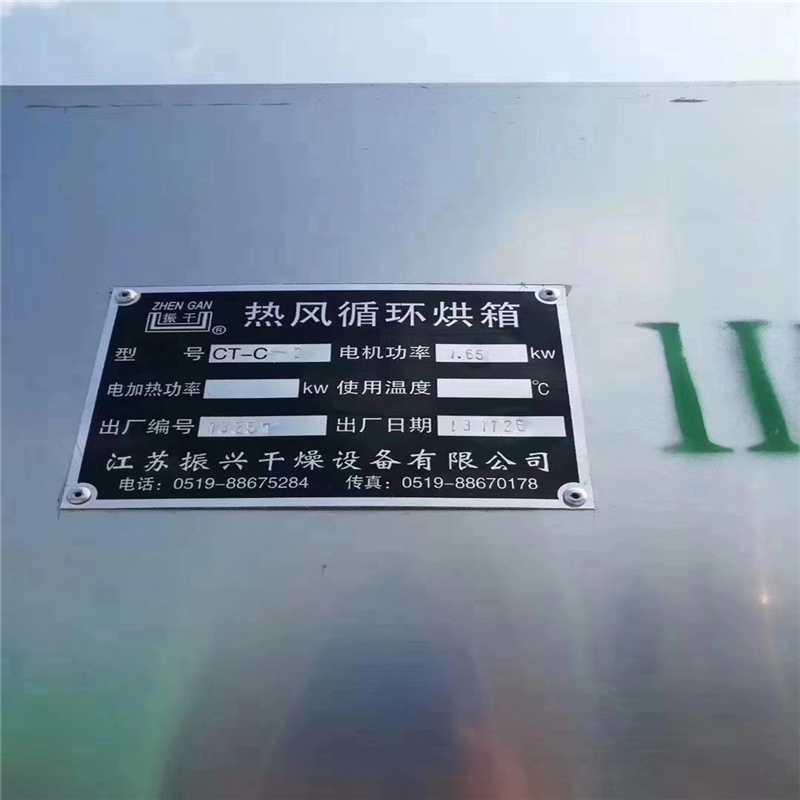 ZHEN GAN
振干®
热风循环烘箱
型 号 CT-C 电机功率 1.65 kw
电加热功率 kw 使用温度 ℃
出厂编号 出厂日期
江苏振兴干燥设备有限公司
电话：0519-88675284 传真：0519-88670178